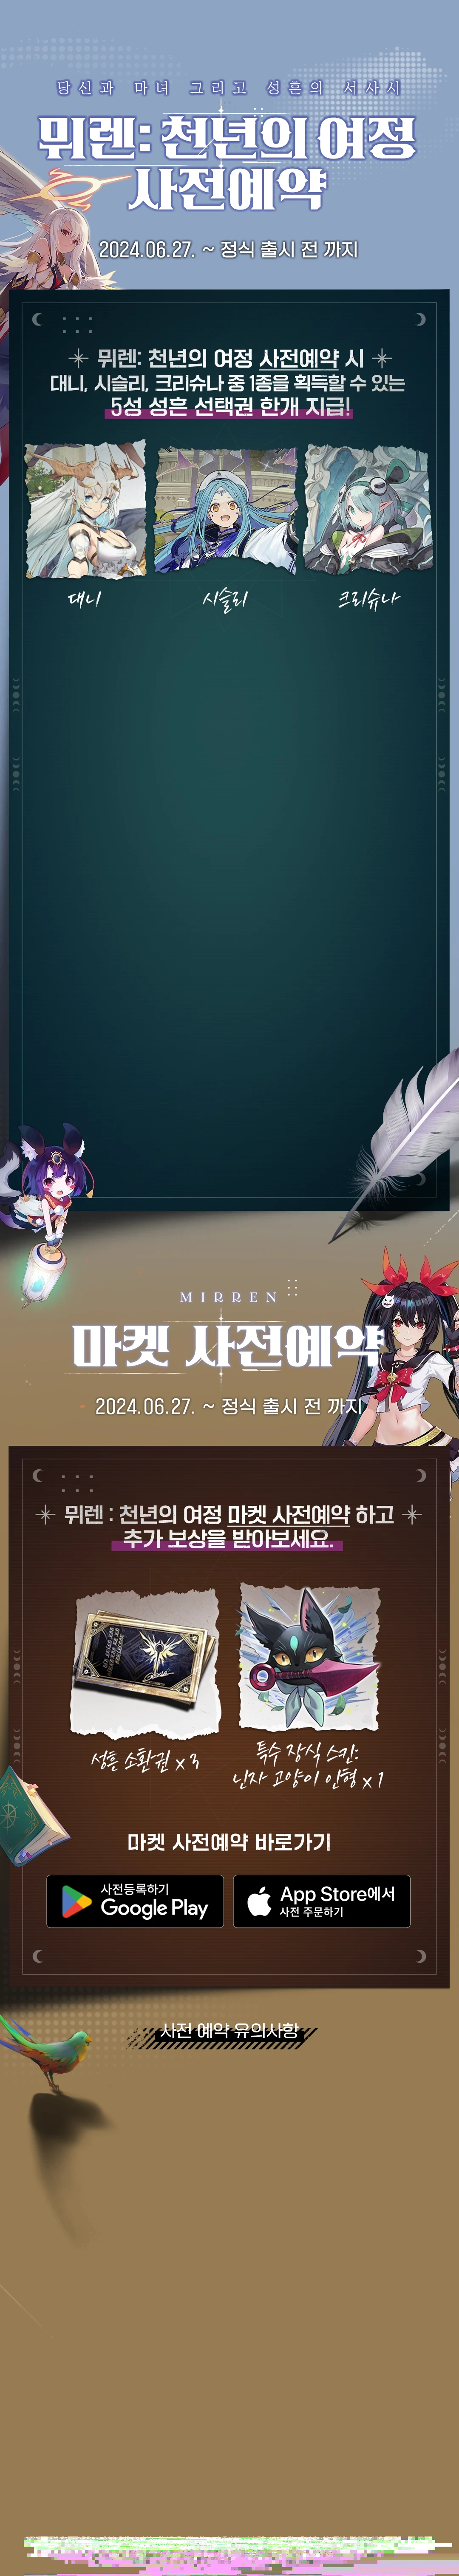 당신과 마녀 그리고 성흔의 서사시
뮈렌: 천년의 여정
사전예약
2024.06.27. ~ 정식 출시 전 까지
뮈렌: 천년의 여정 사전예약 시
대니, 시슬리, 크리슈나 중 1종을 획득할 수 있는
5성 성흔 선택권 한개 지급!
대니
시슬리
크리슈나
MIRREN
마켓 사전예약
2024.06.27. ~ 정식 출시 전 까지
뮈렌 : 천년의 여정 마켓 사전예약 하고
추가 보상을 받아보세요.
성흔 소환권 x 3
특수 장식 스킨:
닌자 고양이 인형 x 1
마켓 사전예약 바로가기
사전등록하기
Google Play
App Store에서
사전 주문하기
사전 예약 유의사항